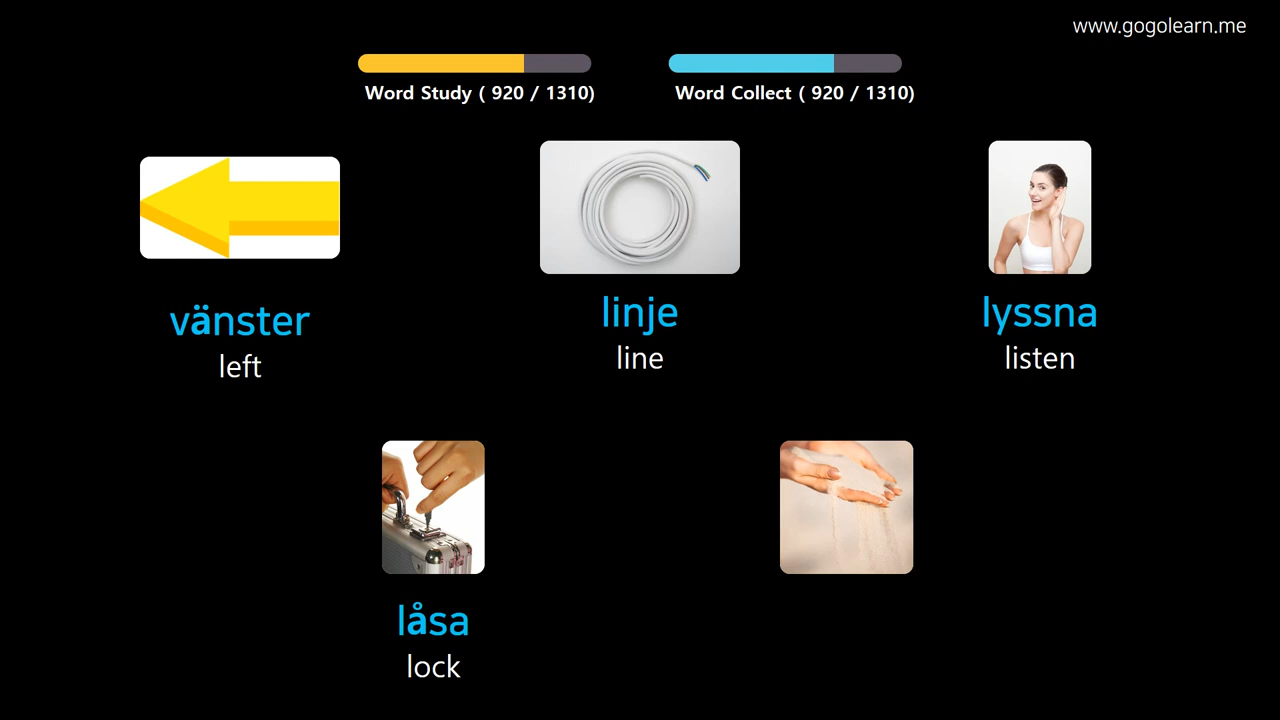 www.gogolearn.me
Word Study ( 920 / 1310)
Word Collect ( 920 / 1310)
vänster
left
linje
line
lyssna
listen
låsa
lock